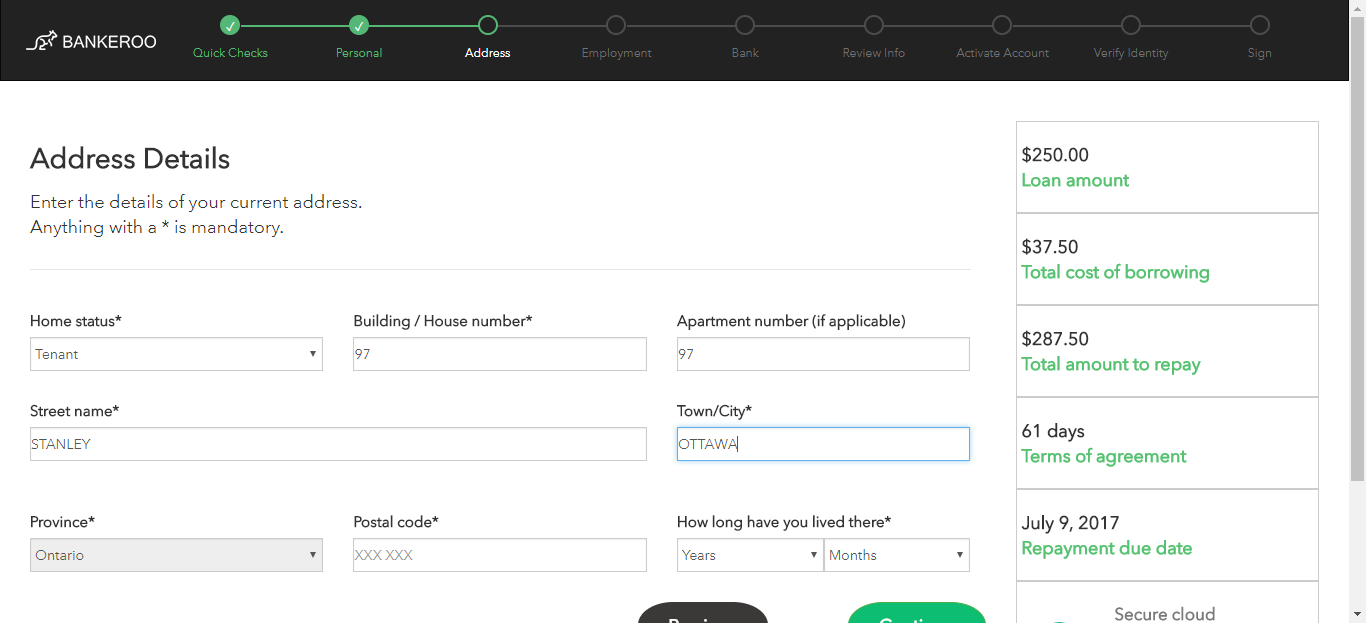 BANKEROO
Quick Checks
Personal
Address
Employment
Bank
Review Info
Activate Account
Verify Identity
Sign
Address Details
Enter the details of your current address.
Anything with a * is mandatory.
Home status*
Building / House number*
Apartment number (if applicable)
Tenant
97
97
Street name*
Town/City*
STANLEY
OTTAWA
Province*
Postal code*
How long have you lived there*
Ontario
XXX XXX
Years
Months
$250.00
Loan amount
$37.50
Total cost of borrowing
$287.50
Total amount to repay
61 days
Terms of agreement
July 9, 2017
Repayment due date
Secure cloud